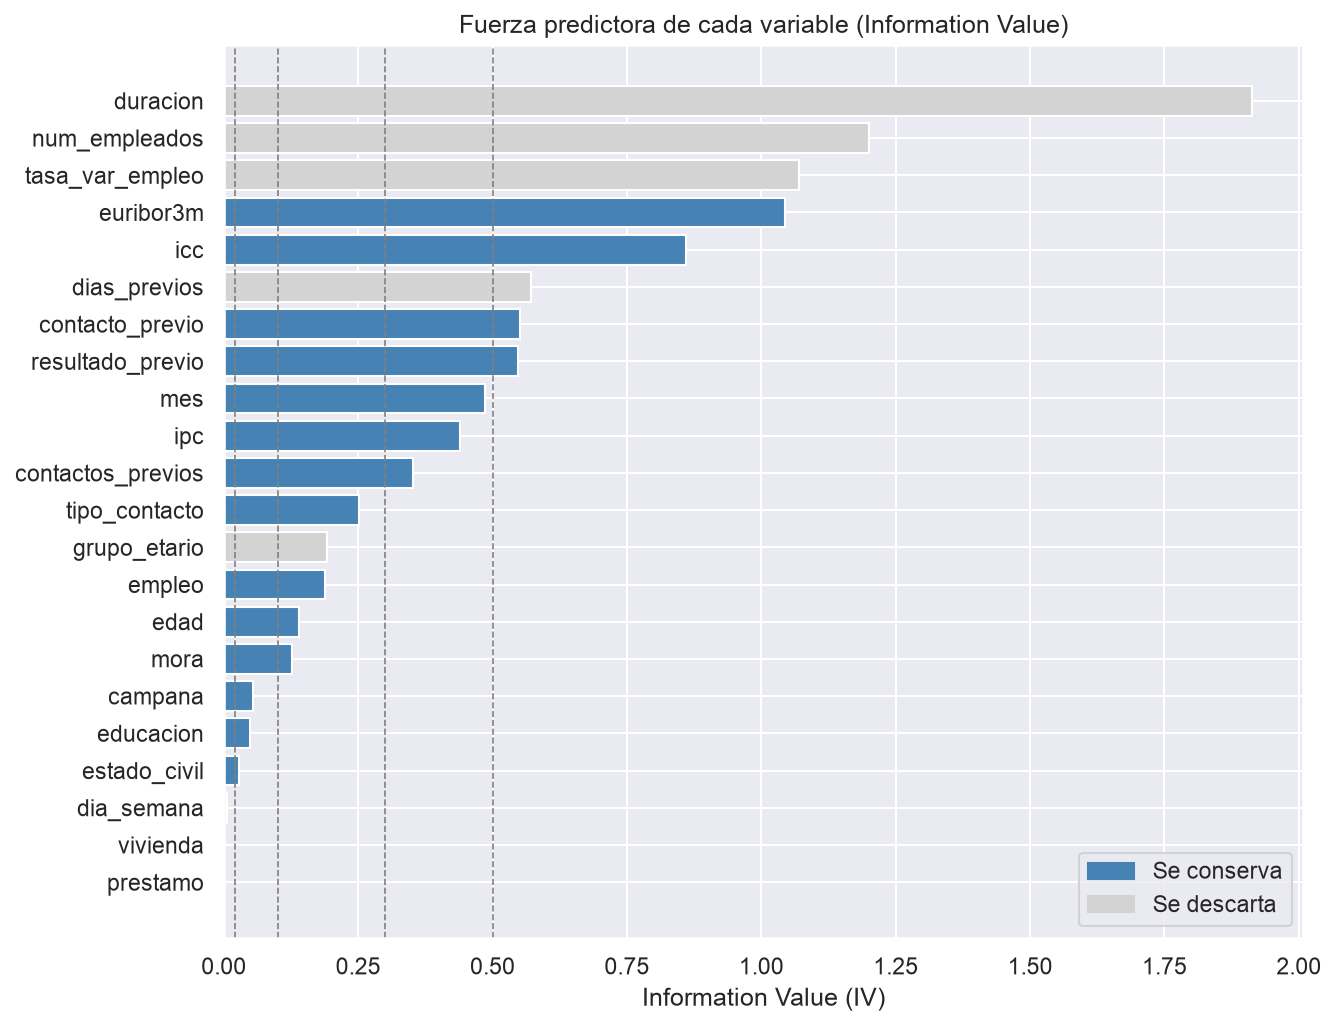 Fuerza predictora de cada variable (Information Value)
duracion
num_empleados
tasa_var_empleo
euribor3m
icc
dias_previos
contacto_previo
resultado_previo
mes
ipc
contactos_previos
tipo_contacto
grupo_etario
empleo
edad
mora
campana
educacion
estado_civil
dia_semana
vivienda
prestamo
Se conserva
Se descarta
0.00 0.25 0.50 0.75 1.00 1.25 1.50 1.75 2.00
Information Value (IV)